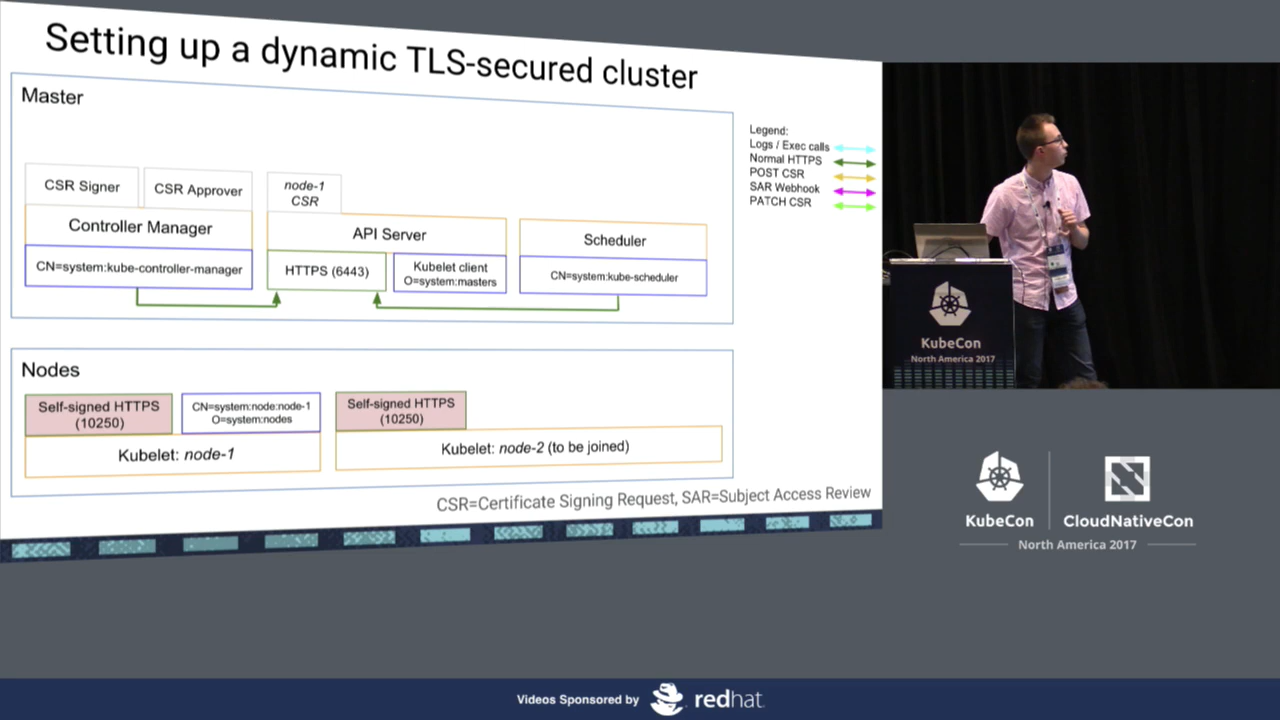 Setting up a dynamic TLS-secured cluster
Master
CSR Signer
CSR Approver
node-1
CSR
Controller Manager
API Server
Scheduler
CN=system:kube-controller-manager
HTTPS (6443)
Kubelet client
O=system:masters
CN=system:kube-scheduler
Legend:
Logs / Exec calls
Normal HTTPS
POST CSR
SAR Webhook
PATCH CSR
Nodes
Self-signed HTTPS
(10250)
CN=system:node:node-1
O=system:nodes
Self-signed HTTPS
(10250)
Kubelet: node-1
Kubelet: node-2 (to be joined)
CSR=Certificate Signing Request, SAR=Subject Access Review
KubeCon
North America 2017
KubeCon
CloudNativeCon
North America 2017
Videos Sponsored by
redhat